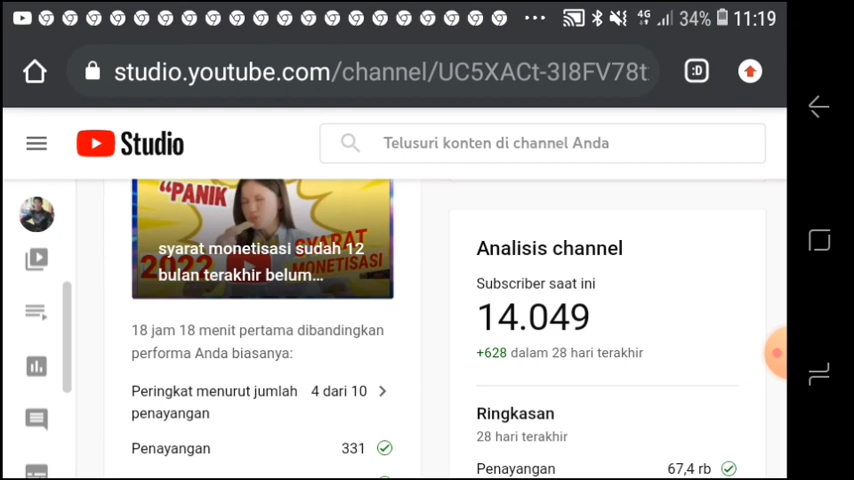 4G 34% 11:19
studio.youtube.com/channel/UC5XACt-3I8FV78t
:D
Studio
Telusuri konten di channel Anda
"PANIK
SYARAT
2022 MONETISASI
syarat monetisasi sudah 12
bulan terakhir belum...
18 jam 18 menit pertama dibandingkan
performa Anda biasanya:
Peringkat menurut jumlah
penayangan
4 dari 10
Penayangan
331
Analisis channel
Subscriber saat ini
14.049
+628 dalam 28 hari terakhir
Ringkasan
28 hari terakhir
Penayangan
67,4 rb